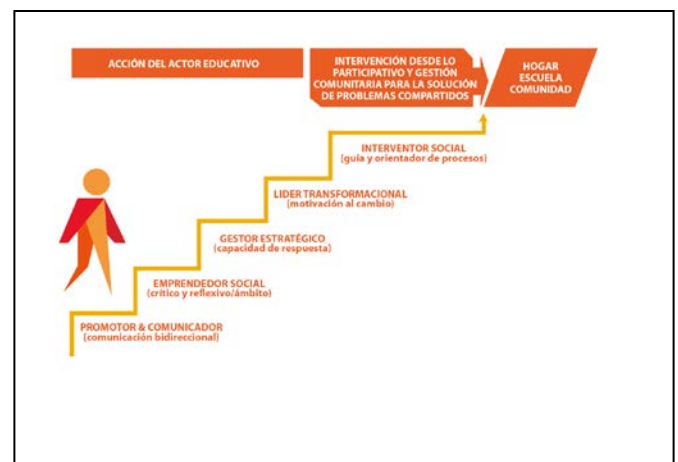 ACCIÓN DEL ACTOR EDUCATIVO
INTERVENCIÓN DESDE LO
PARTICIPATIVO Y GESTIÓN
COMUNITARIA PARA LA SOLUCIÓN
DE PROBLEMAS COMPARTIDOS
HOGAR
ESCUELA
COMUNIDAD
INTERVENTOR SOCIAL
(guía y orientador de procesos)
LIDER TRANSFORMACIONAL
(motivación al cambio)
GESTOR ESTRATÉGICO
(capacidad de respuesta)
EMPRENDEDOR SOCIAL
(crítico y reflexivo/ámbito)
PROMOTOR & COMUNICADOR
(comunicación bidireccional)